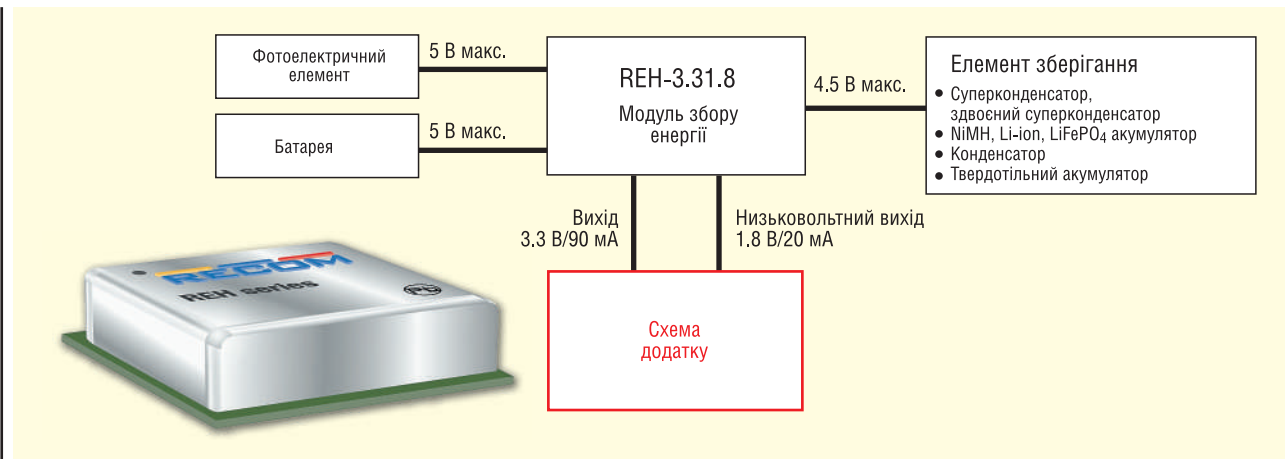 Фотоелектричний
елемент
5 В макс.
Батарея
5 В макс.
REH-3.31.8
Модуль збору
енергії
4.5 В макс.
Елемент зберігання
• Суперконденсатор,
здвоєний суперконденсатор
• NiMH, Li-ion, LiFePO4 акумулятор
• Конденсатор
• Твердотільний акумулятор
Вихід
3.3 В/90 мА
Низьковольтний вихід
1.8 В/20 мА
Схема
додатку
RECOM
REH series
Pb